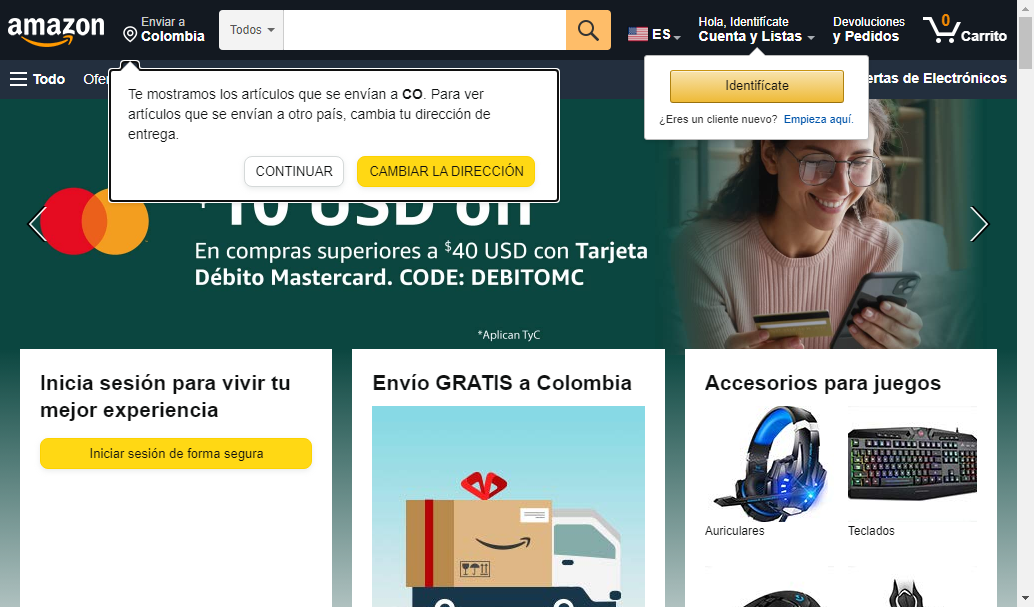 amazon
Enviar a
Colombia
Todos
ES
Hola, Identifícate
Cuenta y Listas
Devoluciones
y Pedidos
0
Carrito
Todo
Ofer
ertas de Electrónicos
Te mostramos los artículos que se envían a CO. Para ver
artículos que se envían a otro país, cambia tu dirección de
entrega.
CONTINUAR
CAMBIAR LA DIRECCIÓN
Identifícate
¿Eres un cliente nuevo? Empieza aquí.
10 USD off
En compras superiores a $40 USD con Tarjeta
Débito Mastercard. CODE: DEBITOMC
*Aplican TyC
Inicia sesión para vivir tu
mejor experiencia
Iniciar sesión de forma segura
Envío GRATIS a Colombia
Accesorios para juegos
Auriculares
Teclados